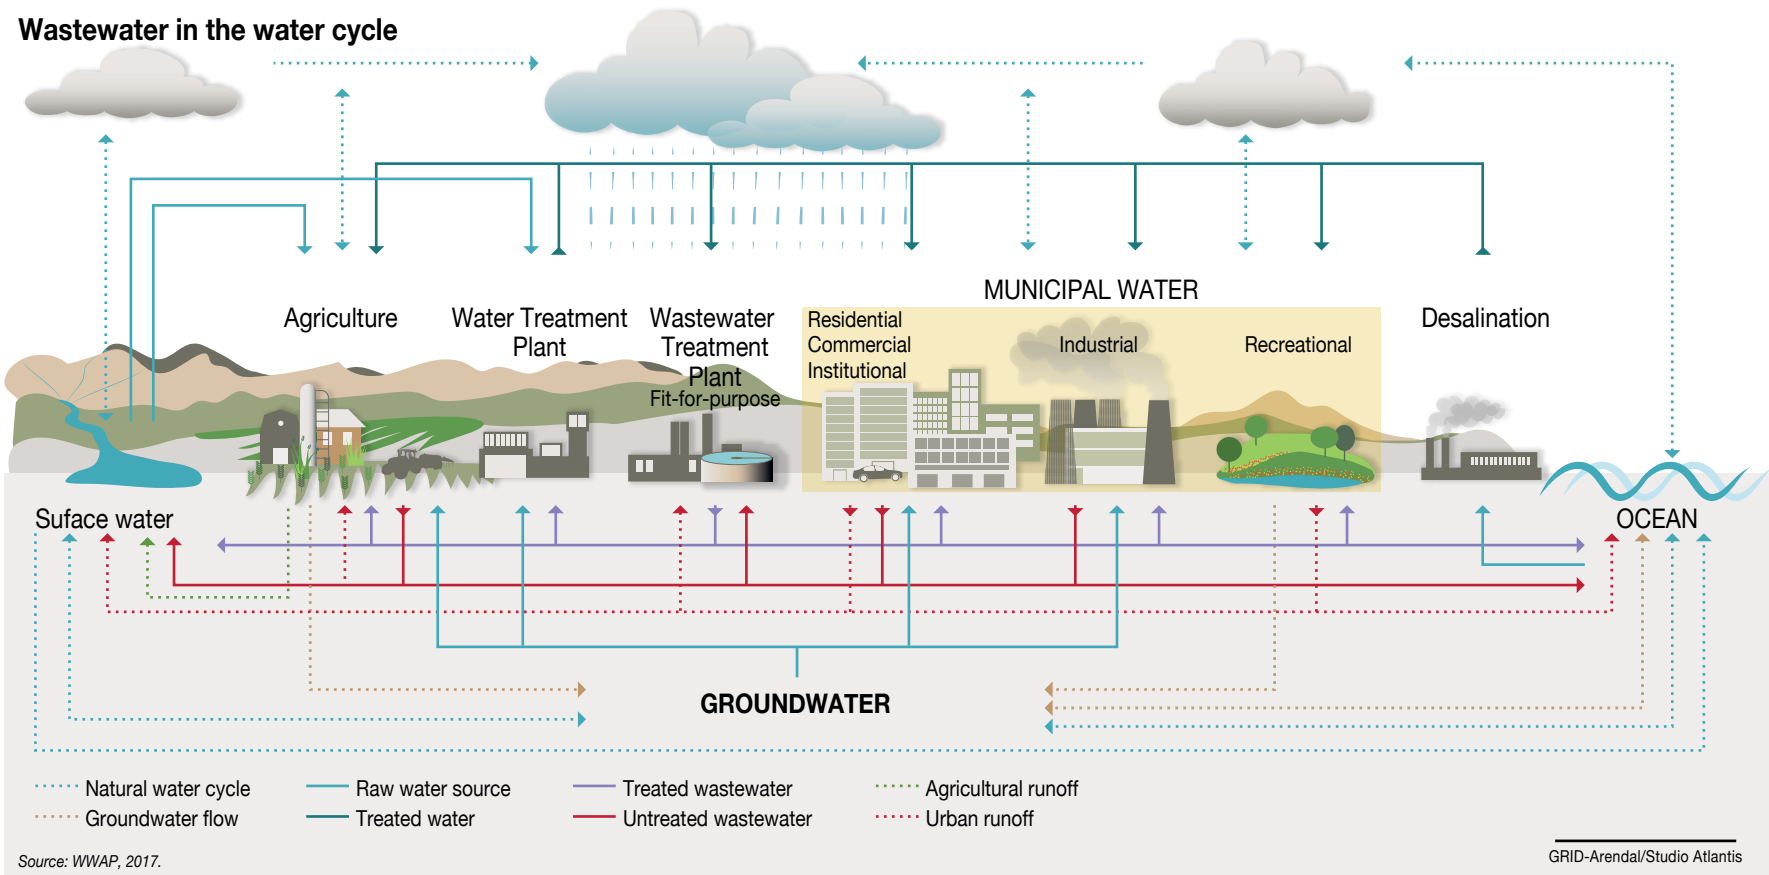 Wastewater in the water cycle
MUNICIPAL WATER
Agriculture
Water Treatment
Plant
Wastewater
Treatment
Plant
Fit-for-purpose
Residential
Commercial
Institutional
Industrial
Recreational
Desalination
Suface water
OCEAN
GROUNDWATER
Natural water cycle
Raw water source
Treated wastewater
Agricultural runoff
Groundwater flow
Treated water
Untreated wastewater
Urban runoff
Source: WWAP, 2017.
GRID-Arendal/Studio Atlantis